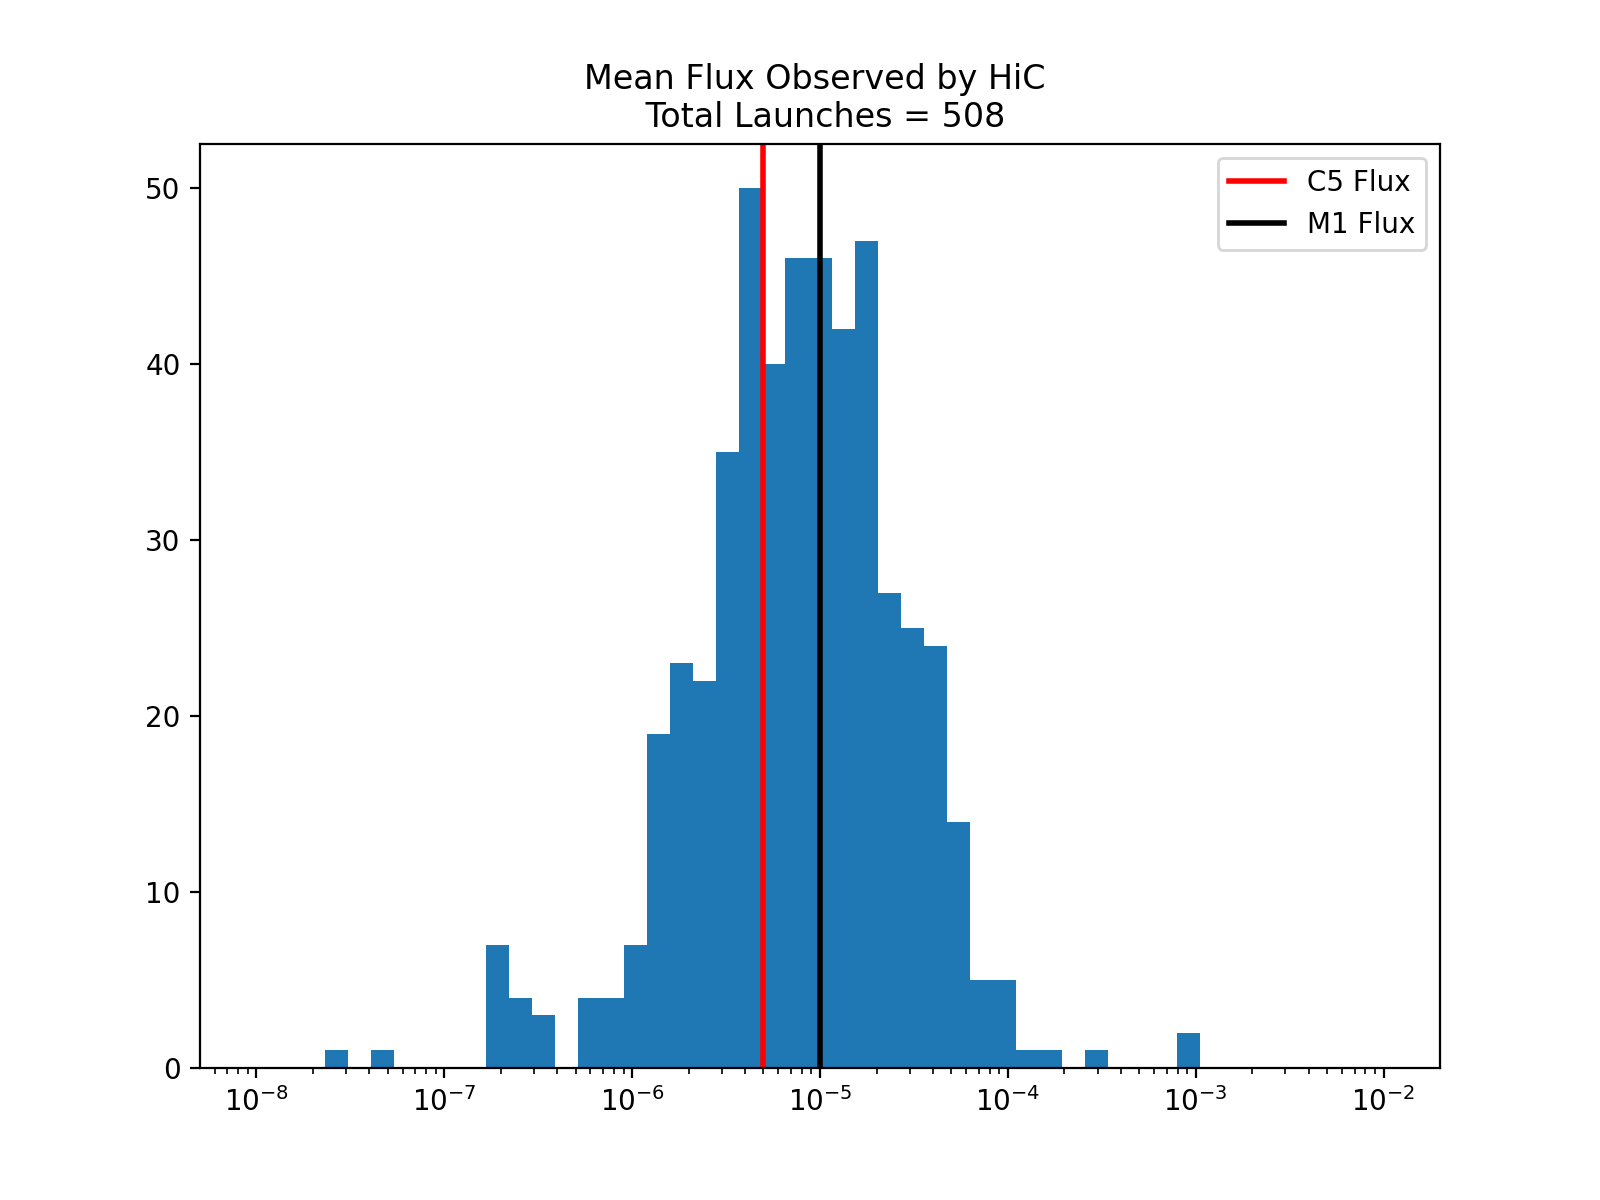 Mean Flux Observed by HiC
Total Launches = 508
C5 Flux
M1 Flux
50
40
30
20
10
0
10⁻⁸ 10⁻⁷ 10⁻⁶ 10⁻⁵ 10⁻⁴ 10⁻³ 10⁻²